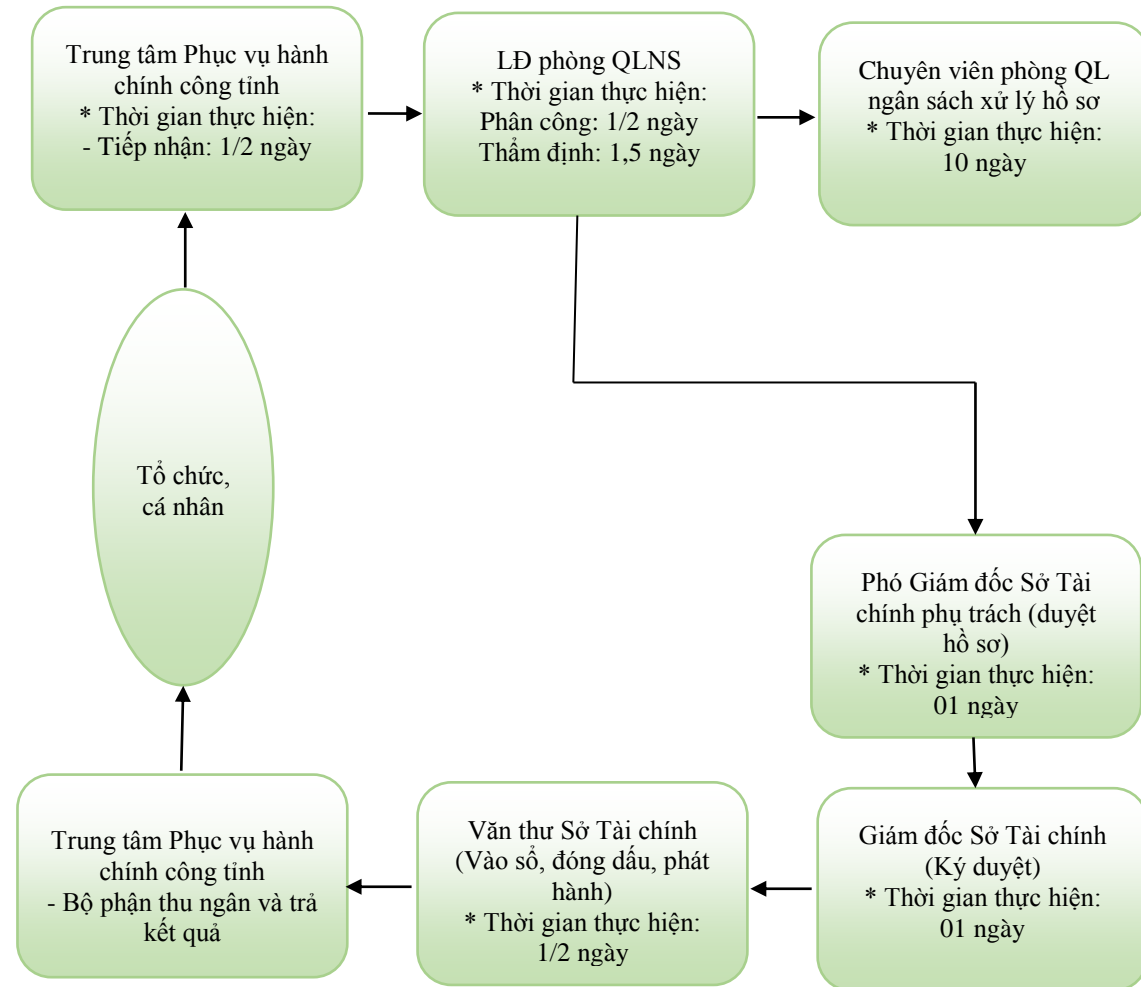 Trung tâm Phục vụ hành
chính công tỉnh
* Thời gian thực hiện:
- Tiếp nhận: 1/2 ngày
LĐ phòng QLNS
* Thời gian thực hiện:
Phân công: 1/2 ngày
Thẩm định: 1,5 ngày
Chuyên viên phòng QL
ngân sách xử lý hồ sơ
* Thời gian thực hiện:
10 ngày
Tổ chức,
cá nhân
Phó Giám đốc Sở Tài
chính phụ trách (duyệt
hồ sơ)
* Thời gian thực hiện:
01 ngày
Giám đốc Sở Tài chính
(Ký duyệt)
* Thời gian thực hiện:
01 ngày
Văn thư Sở Tài chính
(Vào sổ, đóng dấu, phát
hành)
* Thời gian thực hiện:
1/2 ngày
Trung tâm Phục vụ hành
chính công tỉnh
- Bộ phận thu ngân và trả
kết quả